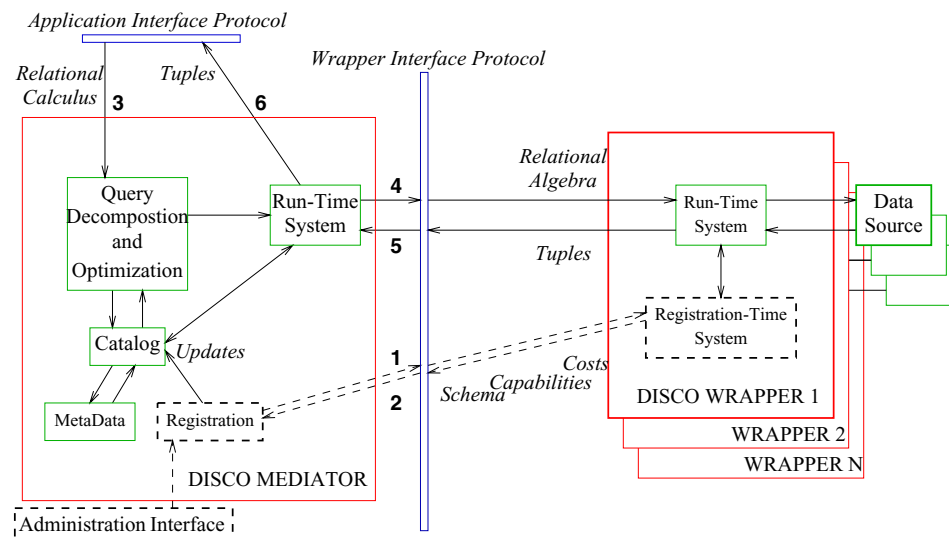 Application Interface Protocol
Wrapper Interface Protocol
Relational
Calculus
3
Tuples
6
Query
Decompostion
and
Optimization
Run-Time
System
4
5
Relational
Algebra
Tuples
Run-Time
System
Data
Source
Catalog
Updates
MetaData
Registration
1
2
Schema
Capabilities
Costs
Registration-Time
System
DISCO WRAPPER 1
WRAPPER 2
WRAPPER N
DISCO MEDIATOR
Administration Interface